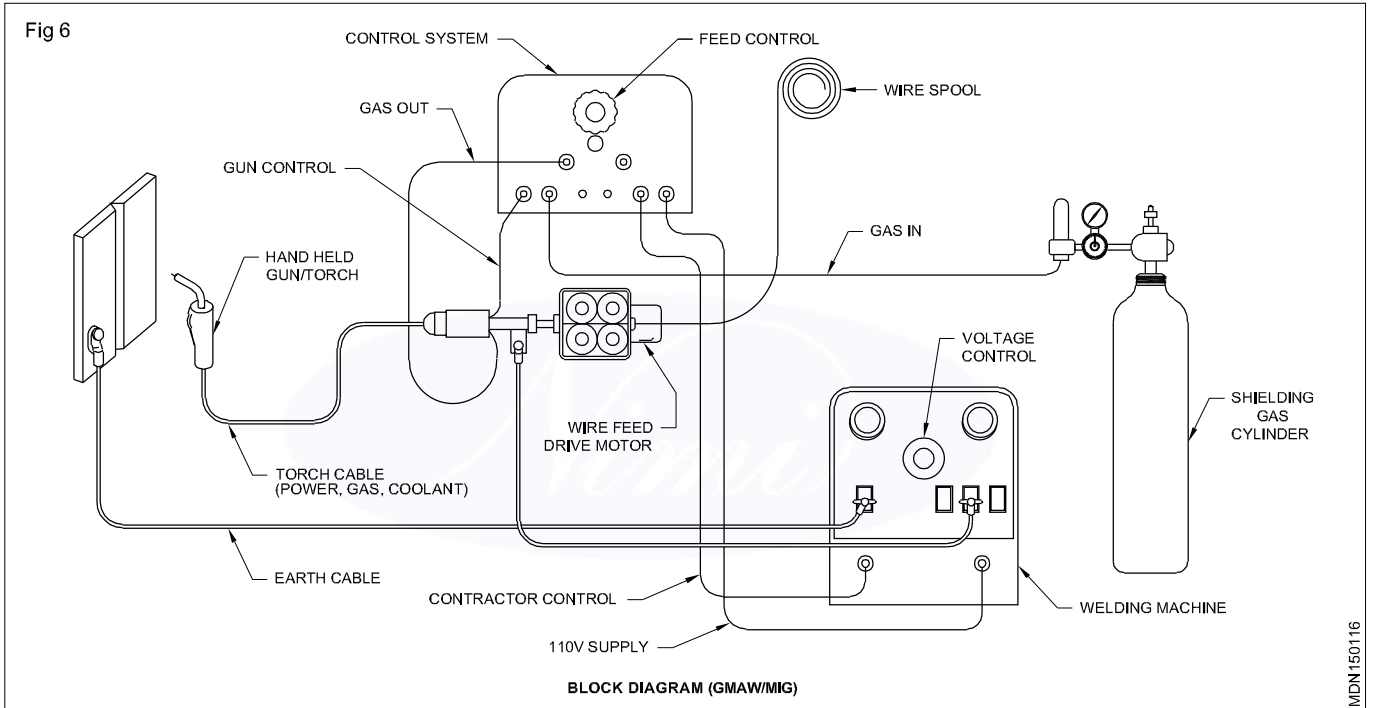 Fig 6
CONTROL SYSTEM
FEED CONTROL
WIRE SPOOL
GAS OUT
GUN CONTROL
GAS IN
HAND HELD
GUN/TORCH
VOLTAGE
CONTROL
SHIELDING
GAS
CYLINDER
WIRE FEED
DRIVE MOTOR
TORCH CABLE
(POWER, GAS, COOLANT)
Nimi
EARTH CABLE
CONTRACTOR CONTROL
WELDING MACHINE
110V SUPPLY
BLOCK DIAGRAM (GMAW/MIG)
MDN150116